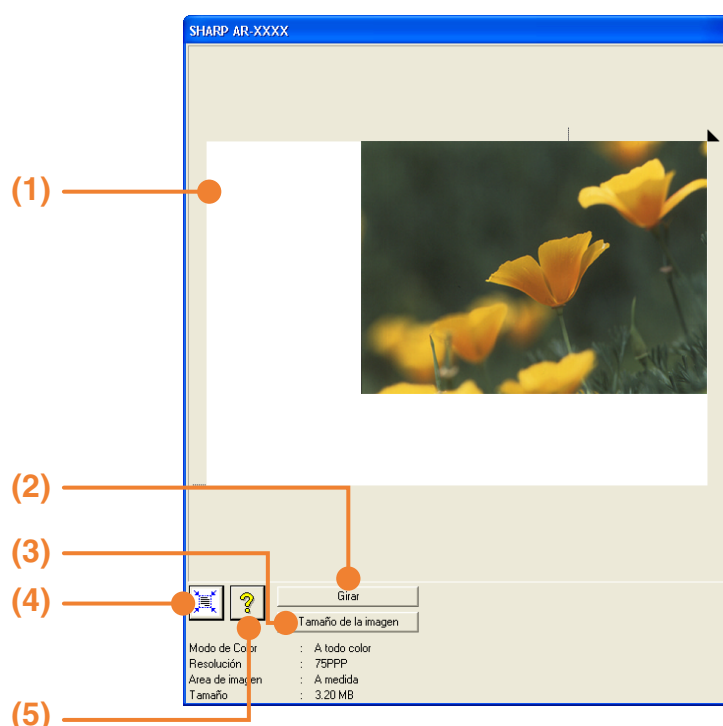 SHARP AR-XXXX
(1)
(2)
(3)
(4)
(5)
Girar
Tamaño de la imagen
Modo de Color : A todo color
Resolución : 75PPP
Area de imagen : A medida
Tamaño : 3.20 MB